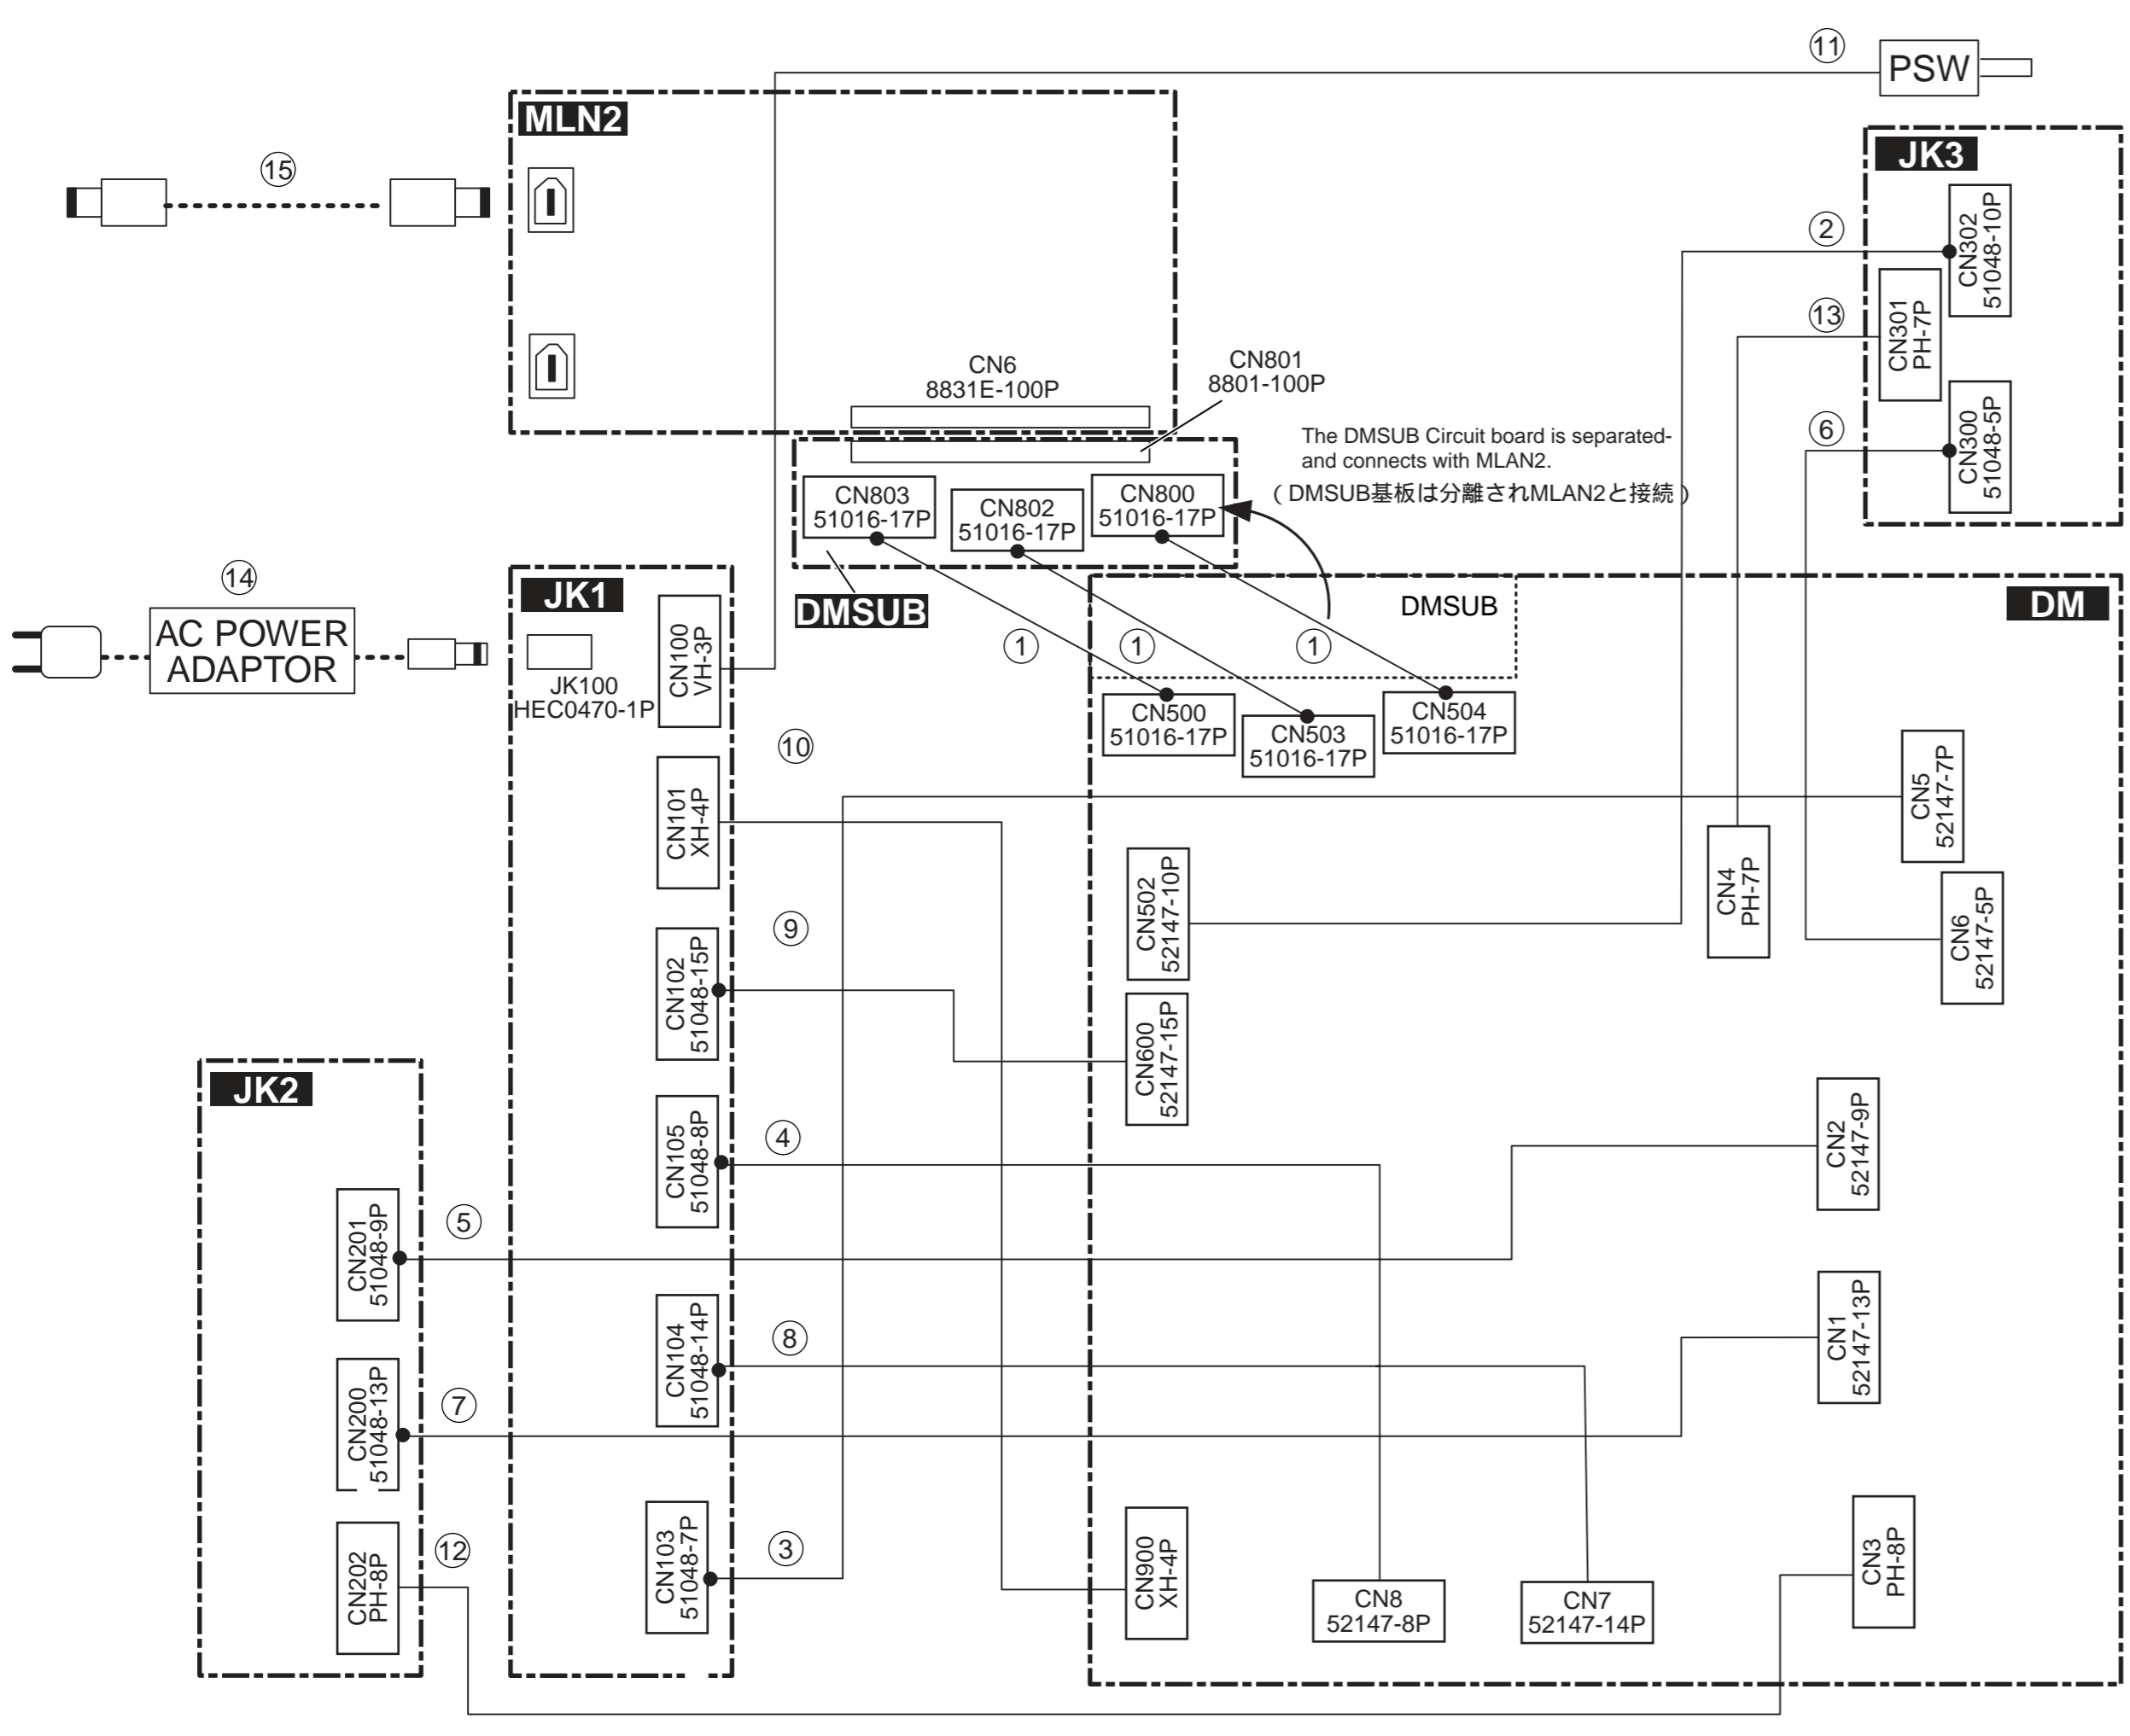 ⑪
PSW
MLN2
JK3
⑮
CN302
51048-10P
②
CN301
PH-7P
⑬
CN300
51048-5P
⑥
CN6
8831E-100P
CN801
8801-100P
The DMSUB Circuit board is separated-
and connects with MLAN2.
(DMSUB基板は分離されMLAN2と接続)
CN803
51016-17P
CN802
51016-17P
CN800
51016-17P
DMSUB
⑭
AC POWER
ADAPTOR
JK1
JK100
HEC0470-1P
CN100
VH-3P
①
①
①
DMSUB
DM
CN500
51016-17P
CN503
51016-17P
CN504
51016-17P
⑩
CN101
XH-4P
CN5
52147-7P
CN4
PH-7P
CN6
52147-5P
CN502
52147-10P
⑨
CN102
51048-15P
CN600
52147-15P
JK2
CN105
51048-8P
④
CN2
52147-9P
CN201
51048-9P
⑤
CN104
51048-14P
⑧
CN1
52147-13P
CN200
51048-13P
⑦
CN202
PH-8P
⑫
CN103
51048-7P
③
CN900
XH-4P
CN8
52147-8P
CN7
52147-14P
CN3
PH-8P